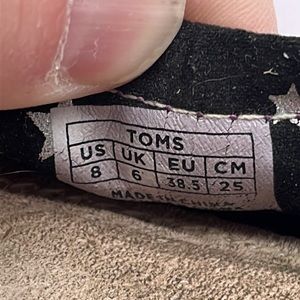 TOMS
US UK EU CM
8 6 38.5 25
MADE IN CHINA